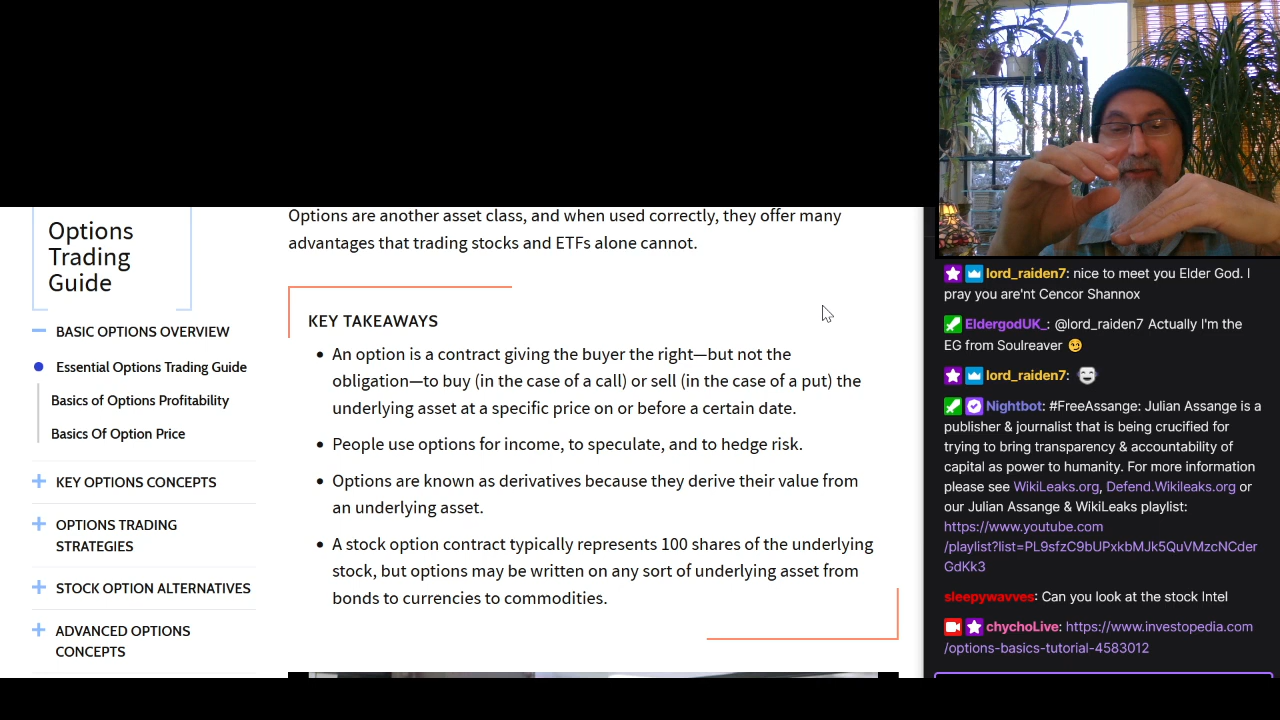 Options
Trading
Guide
BASIC OPTIONS OVERVIEW
Essential Options Trading Guide
Basics of Options Profitability
Basics Of Option Price
KEY OPTIONS CONCEPTS
OPTIONS TRADING
STRATEGIES
STOCK OPTION ALTERNATIVES
ADVANCED OPTIONS
CONCEPTS
Options are another asset class, and when used correctly, they offer many
advantages that trading stocks and ETFs alone cannot.
KEY TAKEAWAYS
• An option is a contract giving the buyer the right—but not the
obligation—to buy (in the case of a call) or sell (in the case of a put) the
underlying asset at a specific price on or before a certain date.
• People use options for income, to speculate, and to hedge risk.
• Options are known as derivatives because they derive their value from
an underlying asset.
• A stock option contract typically represents 100 shares of the underlying
stock, but options may be written on any sort of underlying asset from
bonds to currencies to commodities.
lord_raiden7: nice to meet you Elder God. I
pray you are'nt Cencor Shannox
EldergodUK_: @lord_raiden7 Actually I'm the
EG from Soulreaver 😏
lord_raiden7:
Nightbot: #FreeAssange: Julian Assange is a
publisher & journalist that is being crucified for
trying to bring transparency & accountability of
capital as power to humanity. For more information
please see WikiLeaks.org, Defend.Wikileaks.org or
our Julian Assange & WikiLeaks playlist:
https://www.youtube.com
/playlist?list=PL9sfzC9bUPxkbMJk5QuVMzcNCder
GdKk3
sleepywavves: Can you look at the stock Intel
chychoLive: https://www.investopedia.com
/options-basics-tutorial-4583012